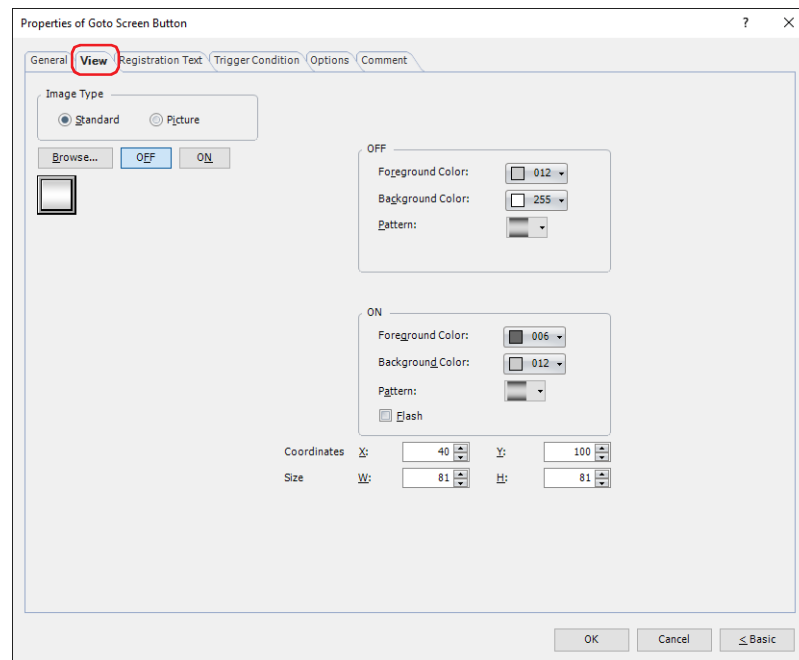 Properties of Goto Screen Button ? ×
General View Registration Text Trigger Condition Options Comment
Image Type
Standard Picture
Browse... OFF ON
OFF
Foreground Color: 012
Background Color: 255
Pattern:
ON
Foreground Color: 006
Background Color: 012
Pattern:
Flash
Coordinates X: 40 Y: 100
Size W: 81 H: 81
OK Cancel < Basic